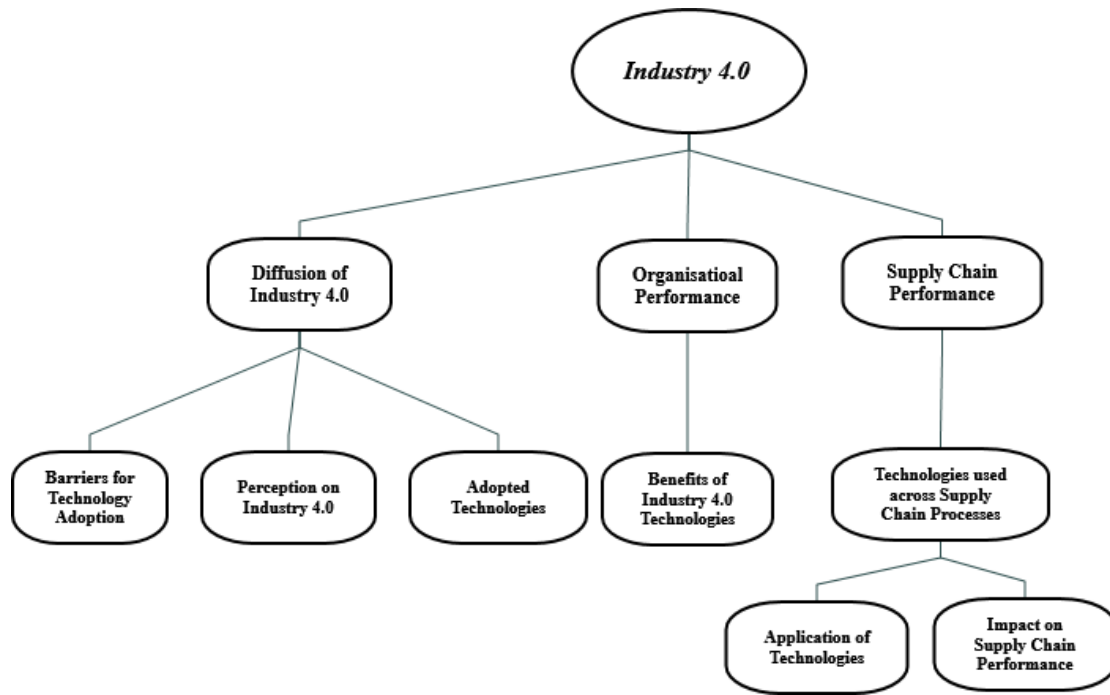 Industry 4.0
Diffusion of
Industry 4.0
Organisatioal
Performance
Supply Chain
Performance
Barriers for
Technology
Adoption
Perception on
Industry 4.0
Adopted
Technologies
Benefits of
Industry 4.0
Technologies
Technologies used
across Supply
Chain Processes
Application of
Technologies
Impact on
Supply Chain
Performance